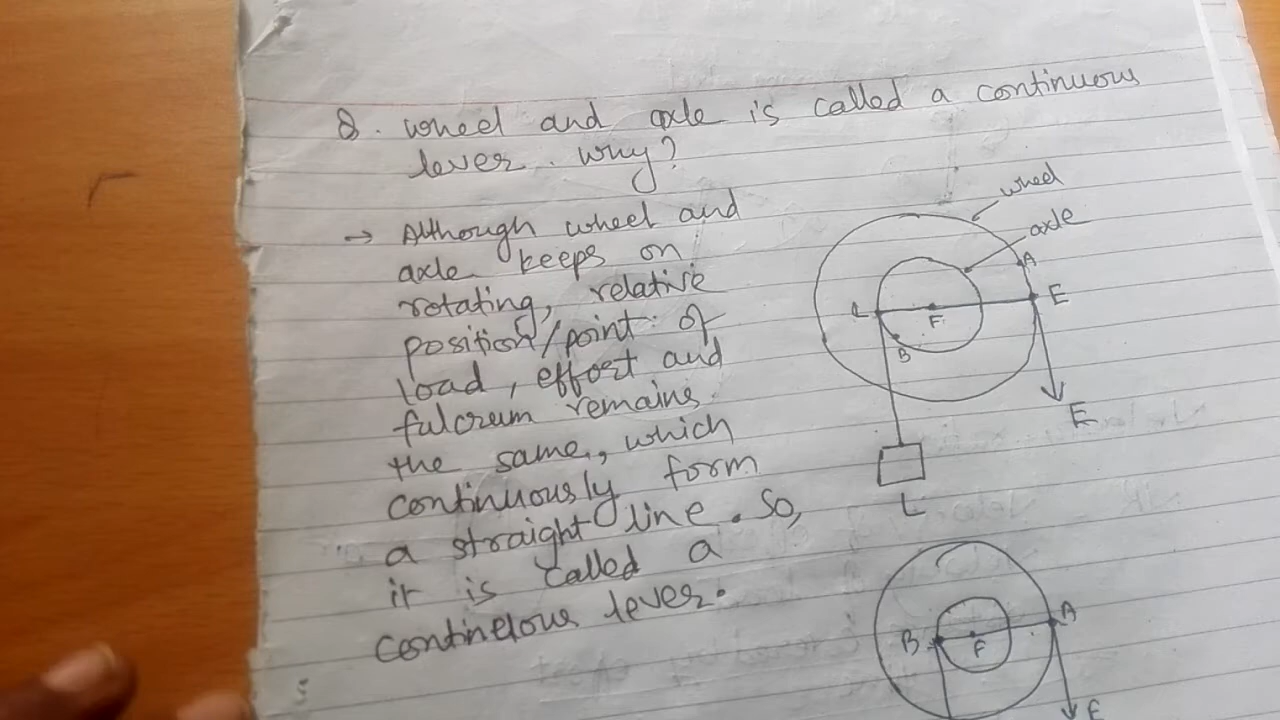 Q. wheel and axle is called a continuous
lever. why?
→ Although wheel and
axle keeps on
rotating, relative
position/point of
load, effort and
fulcrum remains
the same, which
continuously form
a straight line. So,
it is called a
continuous lever.
wheel
axle
A
L F E
B
E
L
B F A
E